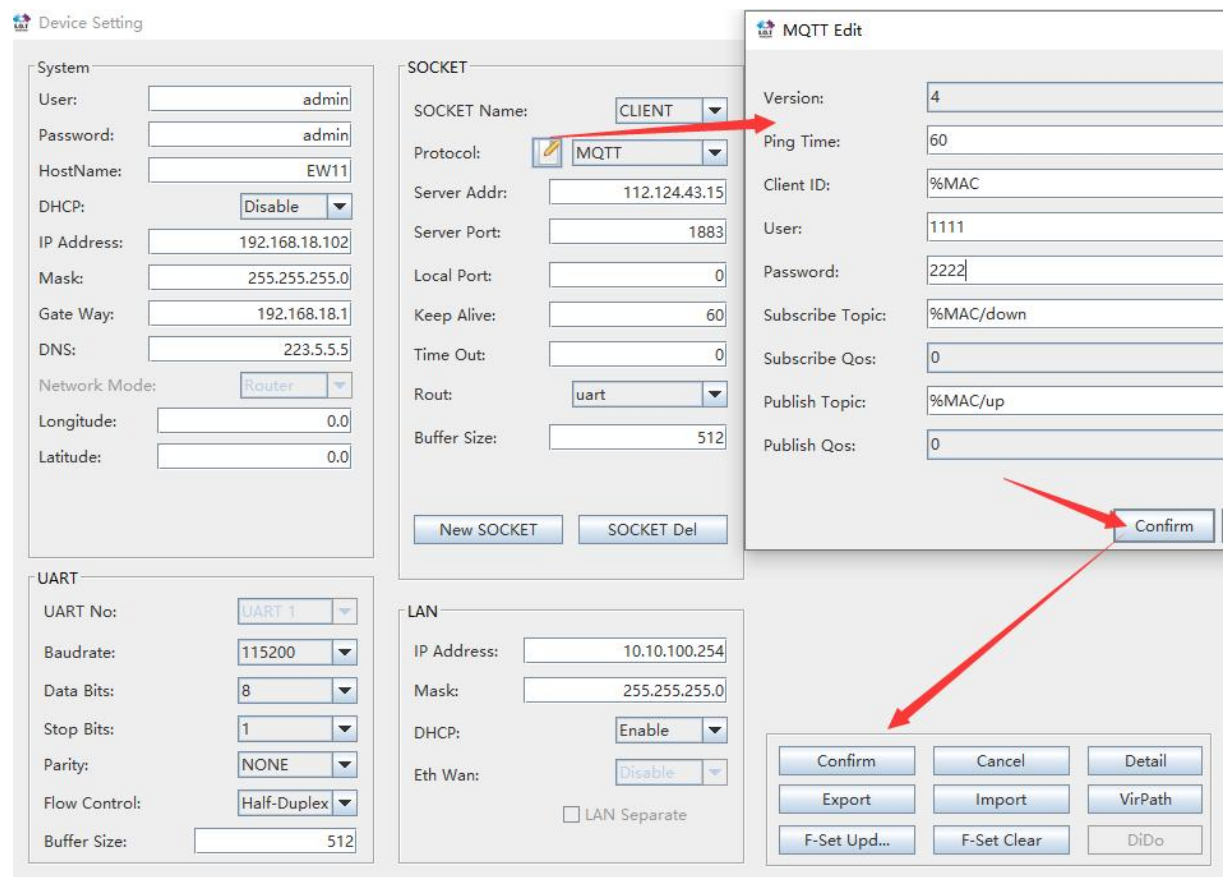 Device Setting
System
User: admin
Password: admin
HostName: EW11
DHCP: Disable
IP Address: 192.168.18.102
Mask: 255.255.255.0
Gate Way: 192.168.18.1
DNS: 223.5.5.5
Network Mode: Router
Longitude: 0.0
Latitude: 0.0
UART
UART No: UART 1
Baudrate: 115200
Data Bits: 8
Stop Bits: 1
Parity: NONE
Flow Control: Half-Duplex
Buffer Size: 512
SOCKET
SOCKET Name: CLIENT
Protocol: MQTT
Server Addr: 112.124.43.15
Server Port: 1883
Local Port: 0
Keep Alive: 60
Time Out: 0
Rout: uart
Buffer Size: 512
New SOCKET SOCKET Del
LAN
IP Address: 10.10.100.254
Mask: 255.255.255.0
DHCP: Enable
Eth Wan: Disable
LAN Separate
MQTT Edit
Version: 4
Ping Time: 60
Client ID: %MAC
User: 1111
Password: 2222
Subscribe Topic: %MAC/down
Subscribe Qos: 0
Publish Topic: %MAC/up
Publish Qos: 0
Confirm
Confirm Cancel Detail
Export Import VirPath
F-Set Upd... F-Set Clear DiDo